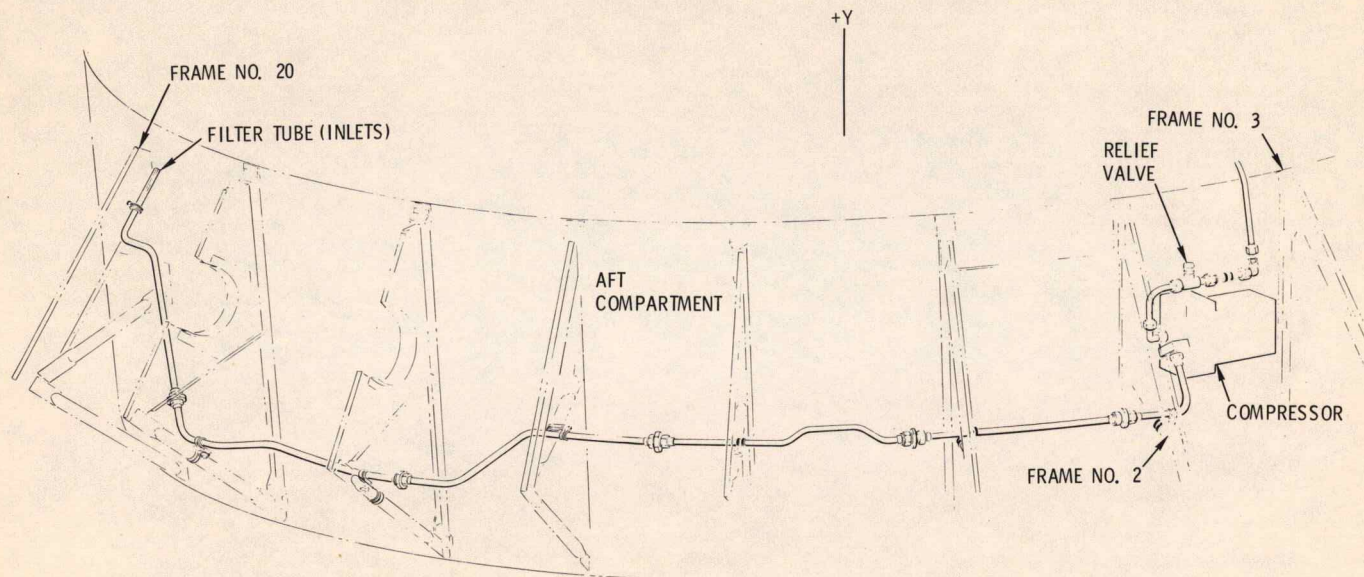 +Y
FRAME NO. 20
FILTER TUBE (INLETS)
FRAME NO. 3
RELIEF
VALVE
AFT
COMPARTMENT
COMPRESSOR
FRAME NO. 2